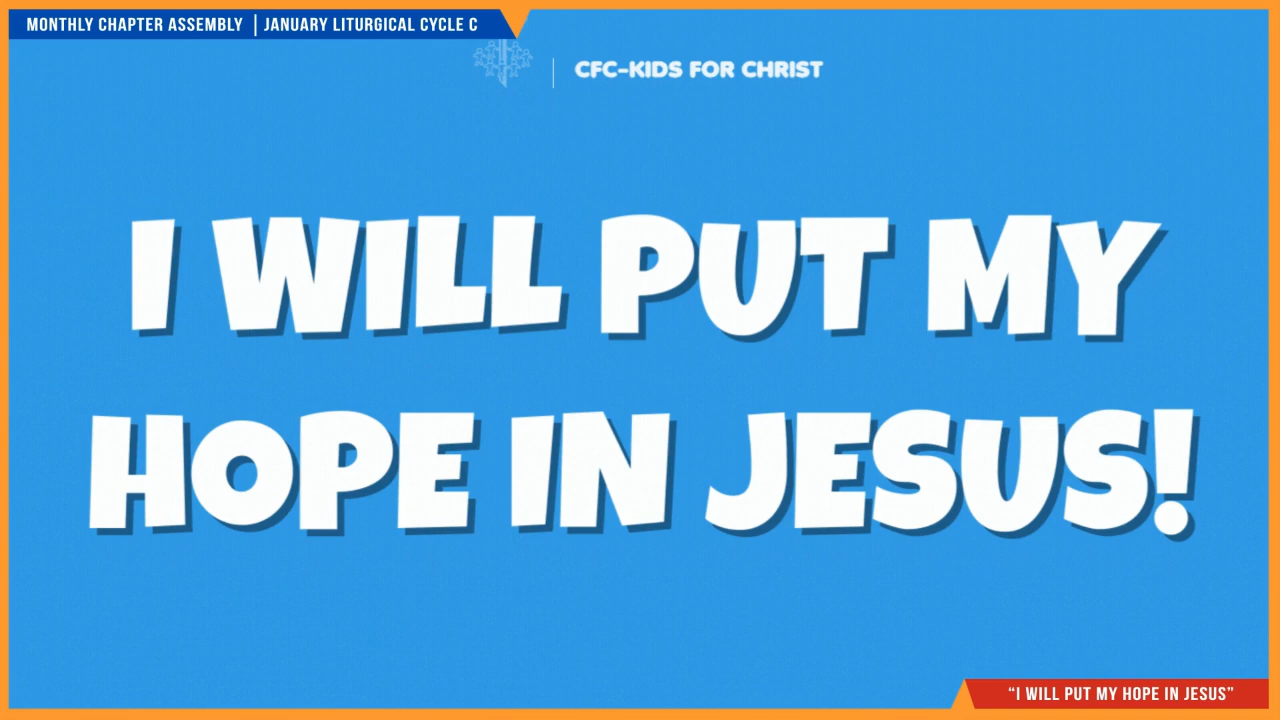 MONTHLY CHAPTER ASSEMBLY | JANUARY LITURGICAL CYCLE C
CFC-KIDS FOR CHRIST
I WILL PUT MY
HOPE IN JESUS!
"I WILL PUT MY HOPE IN JESUS"